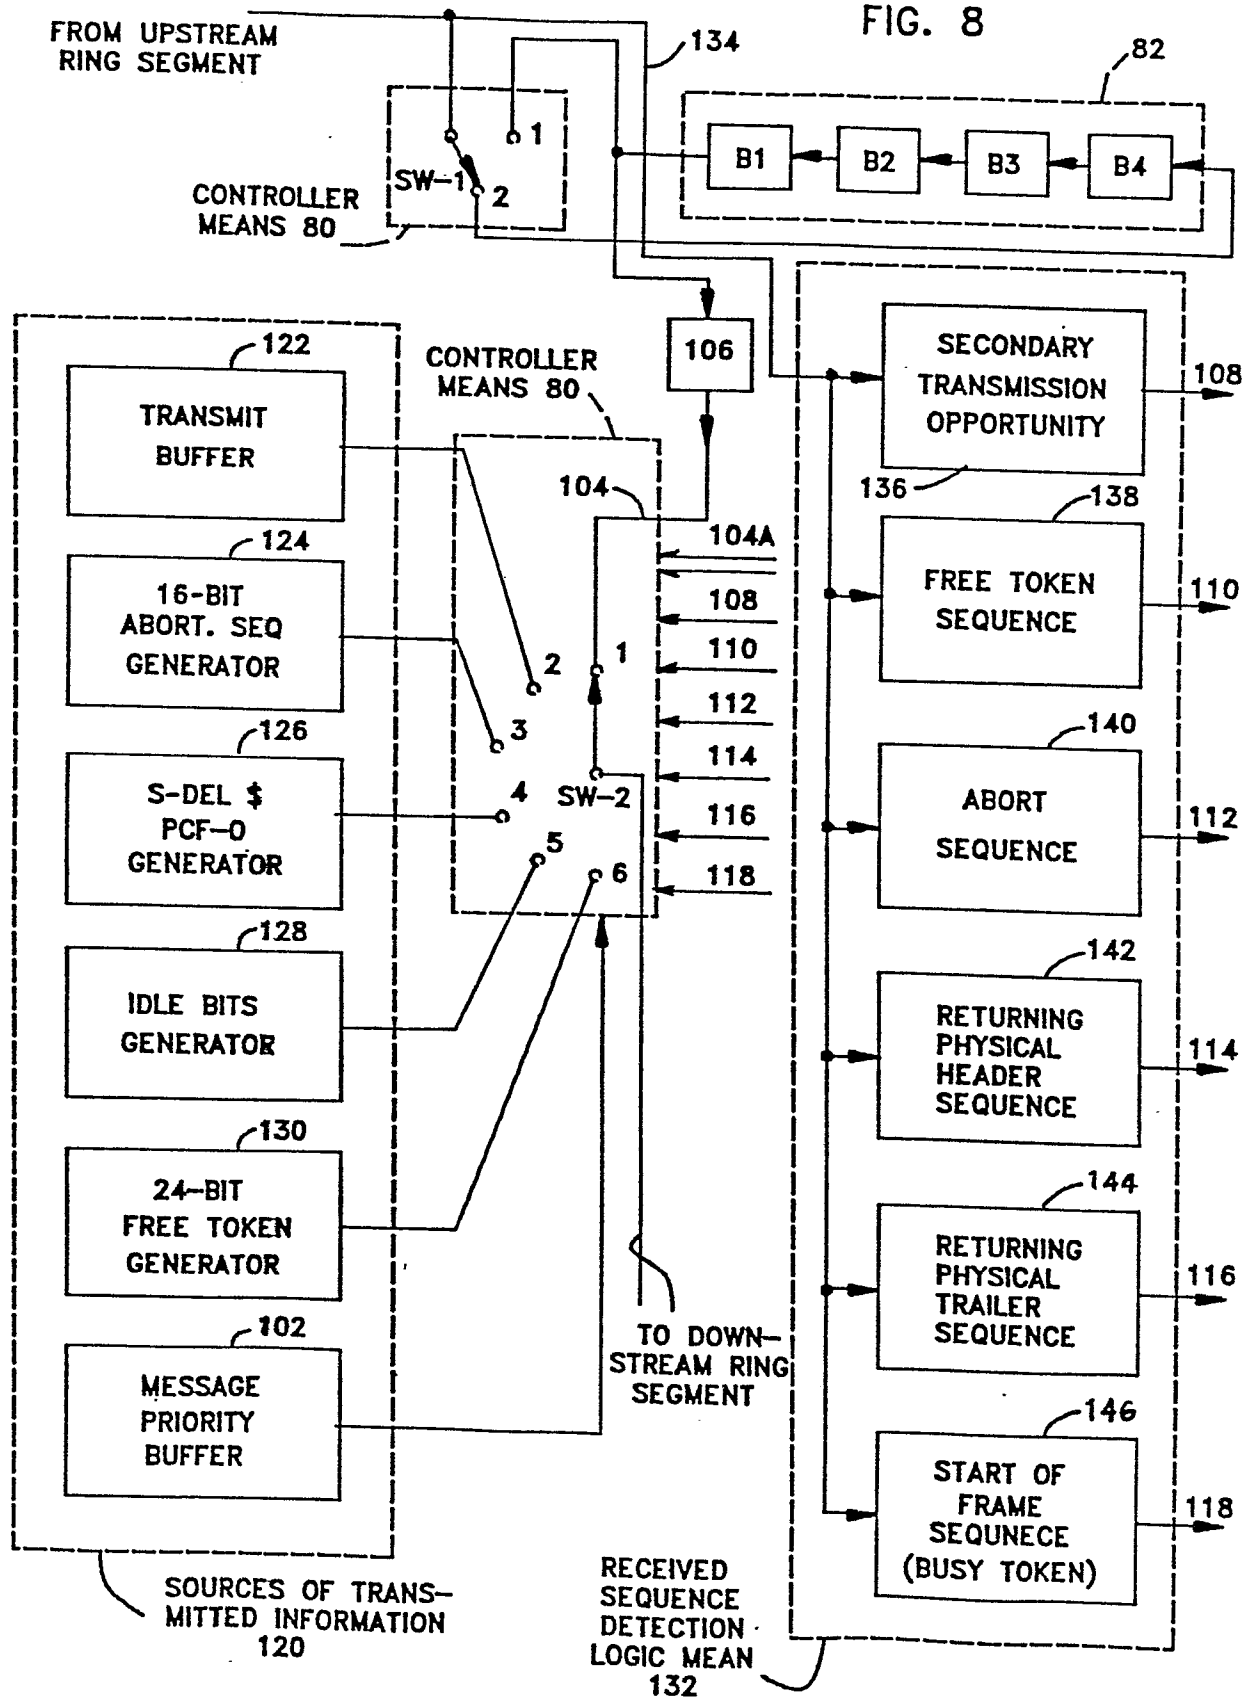 FIG. 8
FROM UPSTREAM
RING SEGMENT
134
82
1
SW-1
2
B1
B2
B3
B4
CONTROLLER
MEANS 80
106
122
TRANSMIT
BUFFER
124
16-BIT
ABORT. SEQ
GENERATOR
126
S-DEL $
PCF-0
GENERATOR
128
IDLE BITS
GENERATOR
130
24-BIT
FREE TOKEN
GENERATOR
102
MESSAGE
PRIORITY
BUFFER
SOURCES OF TRANS-
MITTED INFORMATION
120
CONTROLLER
MEANS 80
104
1
2
3
4
5
6
SW-2
104A
108
110
112
114
116
118
TO DOWN-
STREAM RING
SEGMENT
SECONDARY
TRANSMISSION
OPPORTUNITY
136
108
138
FREE TOKEN
SEQUENCE
110
140
ABORT
SEQUENCE
112
142
RETURNING
PHYSICAL
HEADER
SEQUENCE
114
144
RETURNING
PHYSICAL
TRAILER
SEQUENCE
116
146
START OF
FRAME
SEQUNECE
(BUSY TOKEN)
118
RECEIVED
SEQUENCE
DETECTION
LOGIC MEAN
132